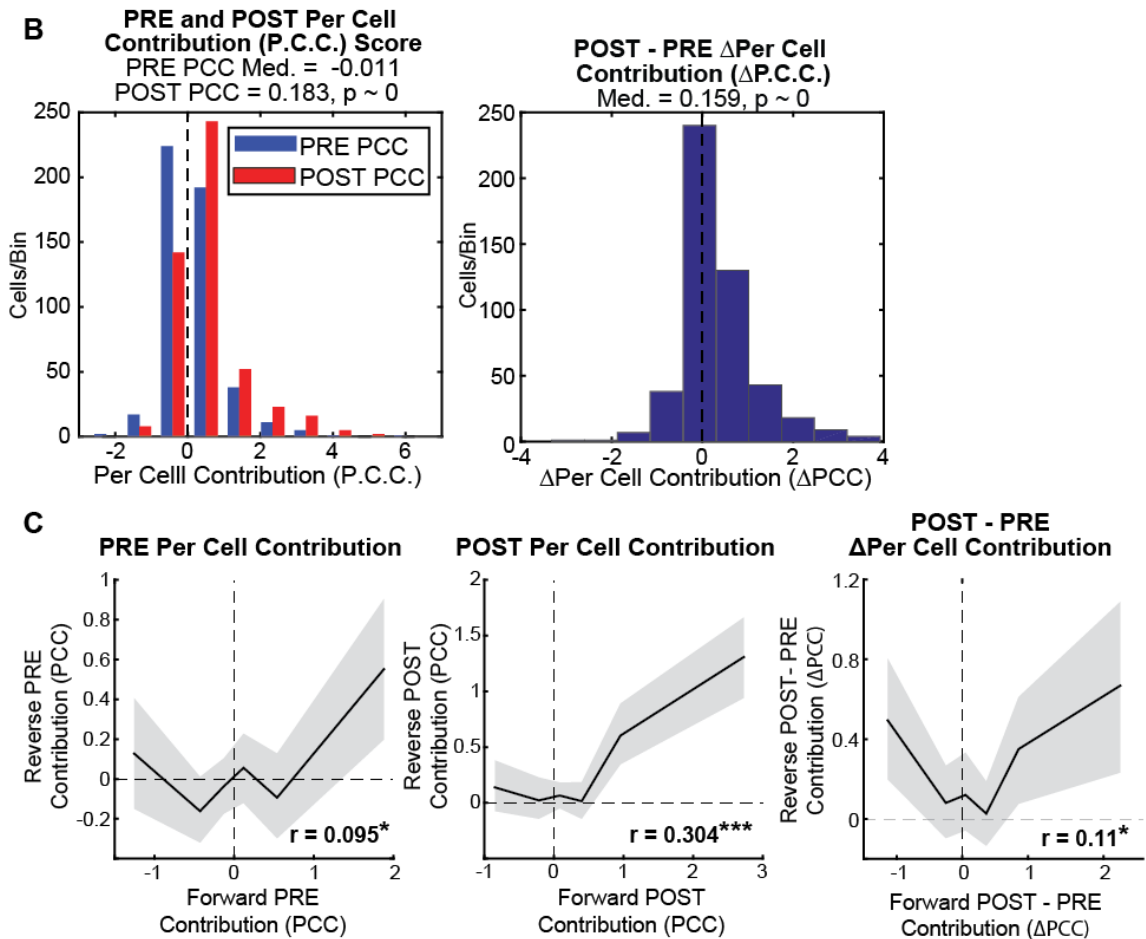 B
PRE and POST Per Cell
Contribution (P.C.C.) Score
PRE PCC Med. = -0.011
POST PCC = 0.183, p ~ 0
250
200
150
100
50
0
Cells/Bin
PRE PCC
POST PCC
-2
0
2
4
6
Per Celll Contribution (P.C.C.)
POST - PRE ΔPer Cell
Contribution (ΔP.C.C.)
Med. = 0.159, p ~ 0
250
200
150
100
50
0
Cells/Bin
-4
-2
0
2
4
ΔPer Cell Contribution (ΔPCC)
C
PRE Per Cell Contribution
1
0.8
0.6
0.4
0.2
0
-0.2
Reverse PRE
Contribution (PCC)
r = 0.095*
-1
0
1
2
Forward PRE
Contribution (PCC)
POST Per Cell Contribution
2
1.5
1
0.5
0
Reverse POST
Contribution (PCC)
r = 0.304***
-1
0
1
2
3
Forward POST
Contribution (PCC)
POST - PRE
ΔPer Cell Contribution
1.2
0.8
0.4
0
Reverse POST- PRE
Contribution (ΔPCC)
r = 0.11*
-1
0
1
2
Forward POST - PRE
Contribution (ΔPCC)